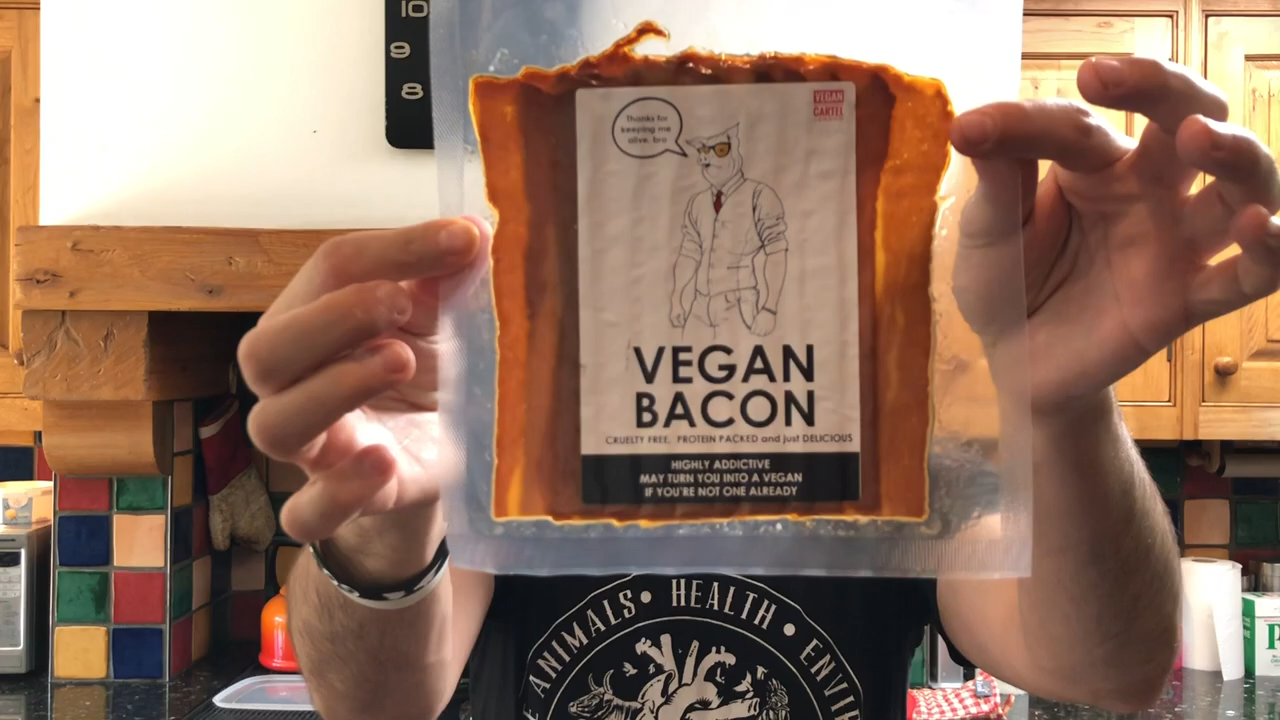 10
9
8
Thanks for
keeping me
alive, bro
VEGAN
CARTEL
VEGAN
BACON
CRUELTY FREE, PROTEIN PACKED and just DELICIOUS
HIGHLY ADDICTIVE
MAY TURN YOU INTO A VEGAN
IF YOU'RE NOT ONE ALREADY
ANIMALS • HEALTH • ENVIR